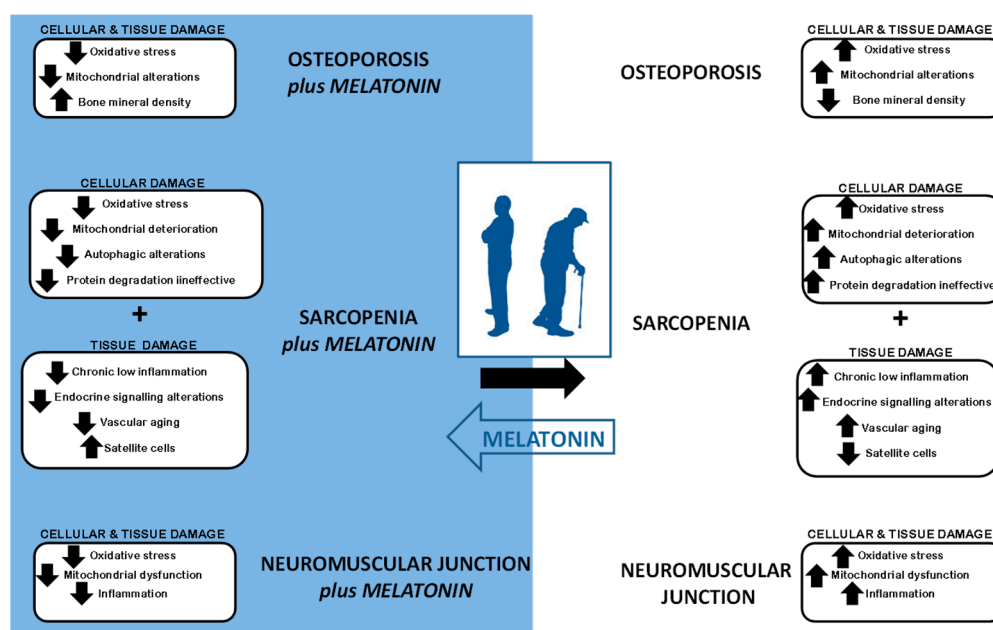 CELLULAR & TISSUE DAMAGE
Oxidative stress
Mitochondrial alterations
Bone mineral density
OSTEOPOROSIS
plus MELATONIN
OSTEOPOROSIS
CELLULAR & TISSUE DAMAGE
Oxidative stress
Mitochondrial alterations
Bone mineral density
CELLULAR DAMAGE
Oxidative stress
Mitochondrial deterioration
Autophagic alterations
Protein degradation iineffective
+
TISSUE DAMAGE
Chronic low inflammation
Endocrine signalling alterations
Vascular aging
Satellite cells
SARCOPENIA
plus MELATONIN
MELATONIN
SARCOPENIA
CELLULAR DAMAGE
Oxidative stress
Mitochondrial deterioration
Autophagic alterations
Protein degradation ineffective
+
TISSUE DAMAGE
Chronic low inflammation
Endocrine signalling alterations
Vascular aging
Satellite cells
CELLULAR & TISSUE DAMAGE
Oxidative stress
Mitochondrial dysfunction
Inflammation
NEUROMUSCULAR JUNCTION
plus MELATONIN
NEUROMUSCULAR
JUNCTION
CELLULAR & TISSUE DAMAGE
Oxidative stress
Mitochondrial dysfunction
Inflammation